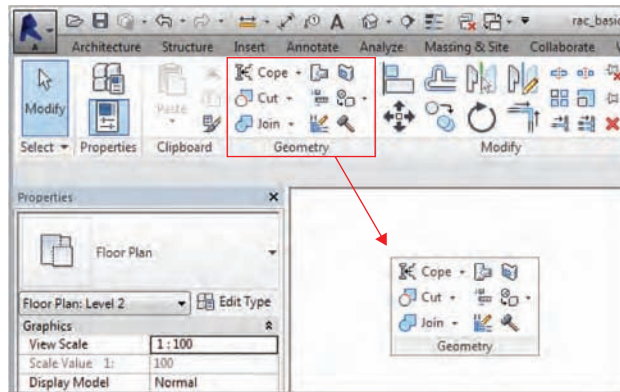 rac_basic
Architecture Structure Insert Annotate Analyze Massing & Site Collaborate
Modify
Paste
Cope
Cut
Join
Select Properties Clipboard Geometry Modify
Properties
Floor Plan
Floor Plan: Level 2 Edit Type
Graphics
View Scale 1 : 100
Scale Value 1: 100
Display Model Normal
Cope
Cut
Join
Geometry